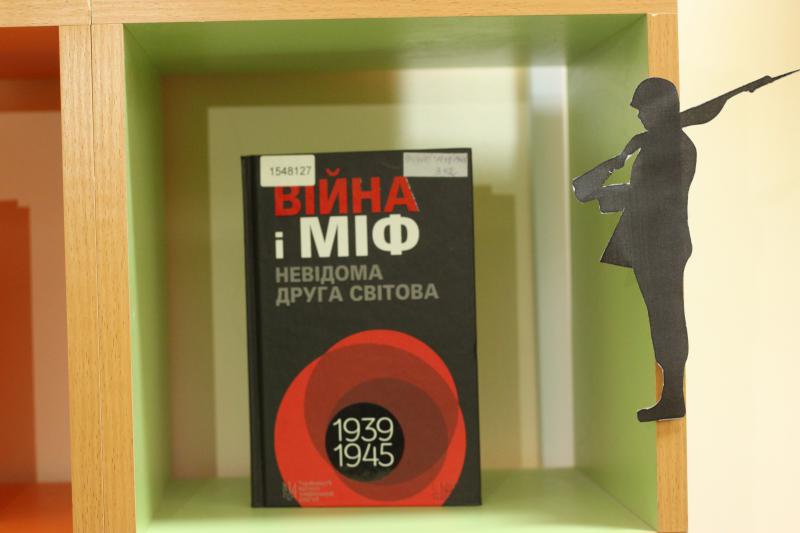 1548127
ВІЙНА
і МІФ
НЕВІДОМА
ДРУГА СВІТОВА
1939
1945